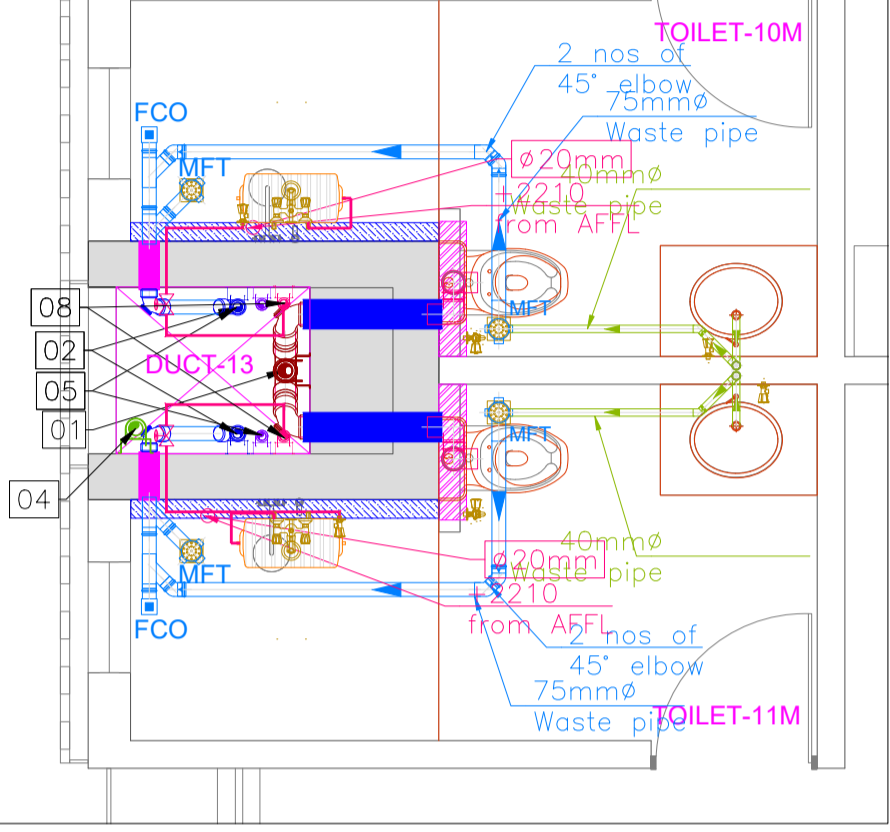 TOILET-10M
2 nos of
45° elbow
75mmø
Waste pipe
FCO
MFT
ø20mm
40mmø
Waste pipe
+2210
from AFFL
MFT
08
02
DUCT-13
05
01
04
MFT
MFT
FCO
40mmø
Waste pipe
ø20mm
+2210
from AFFL
2 nos of
45° elbow
75mmø
Waste pipe
TOILET-11M